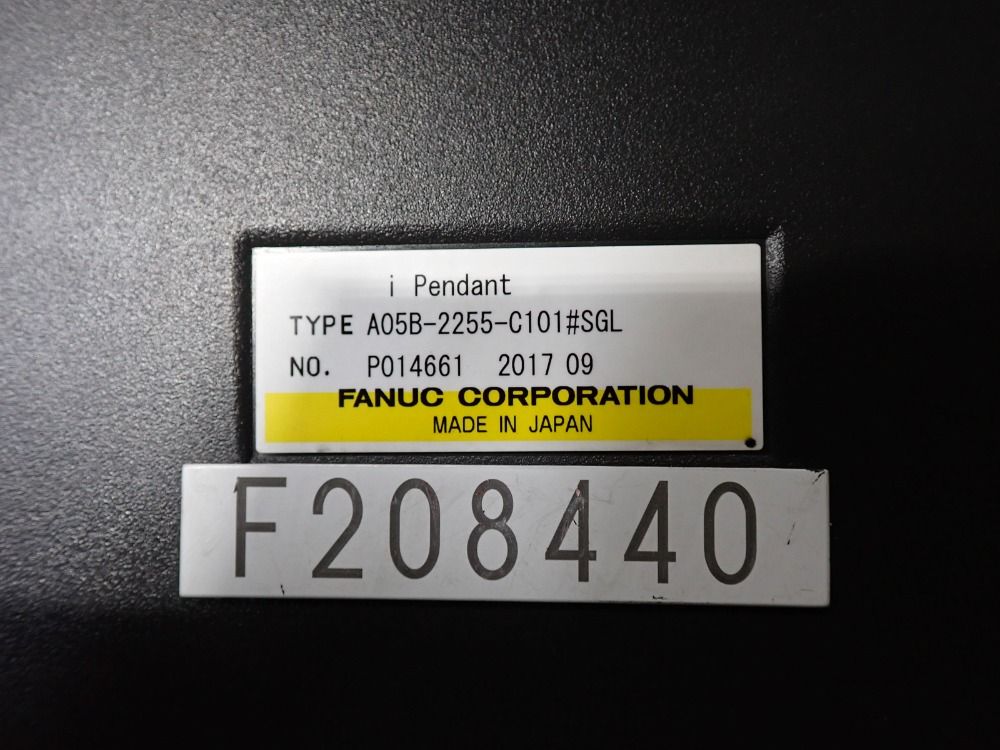 i Pendant
TYPE A05B-2255-C101#SGL
NO. P014661 2017 09
FANUC CORPORATION
MADE IN JAPAN
F208440